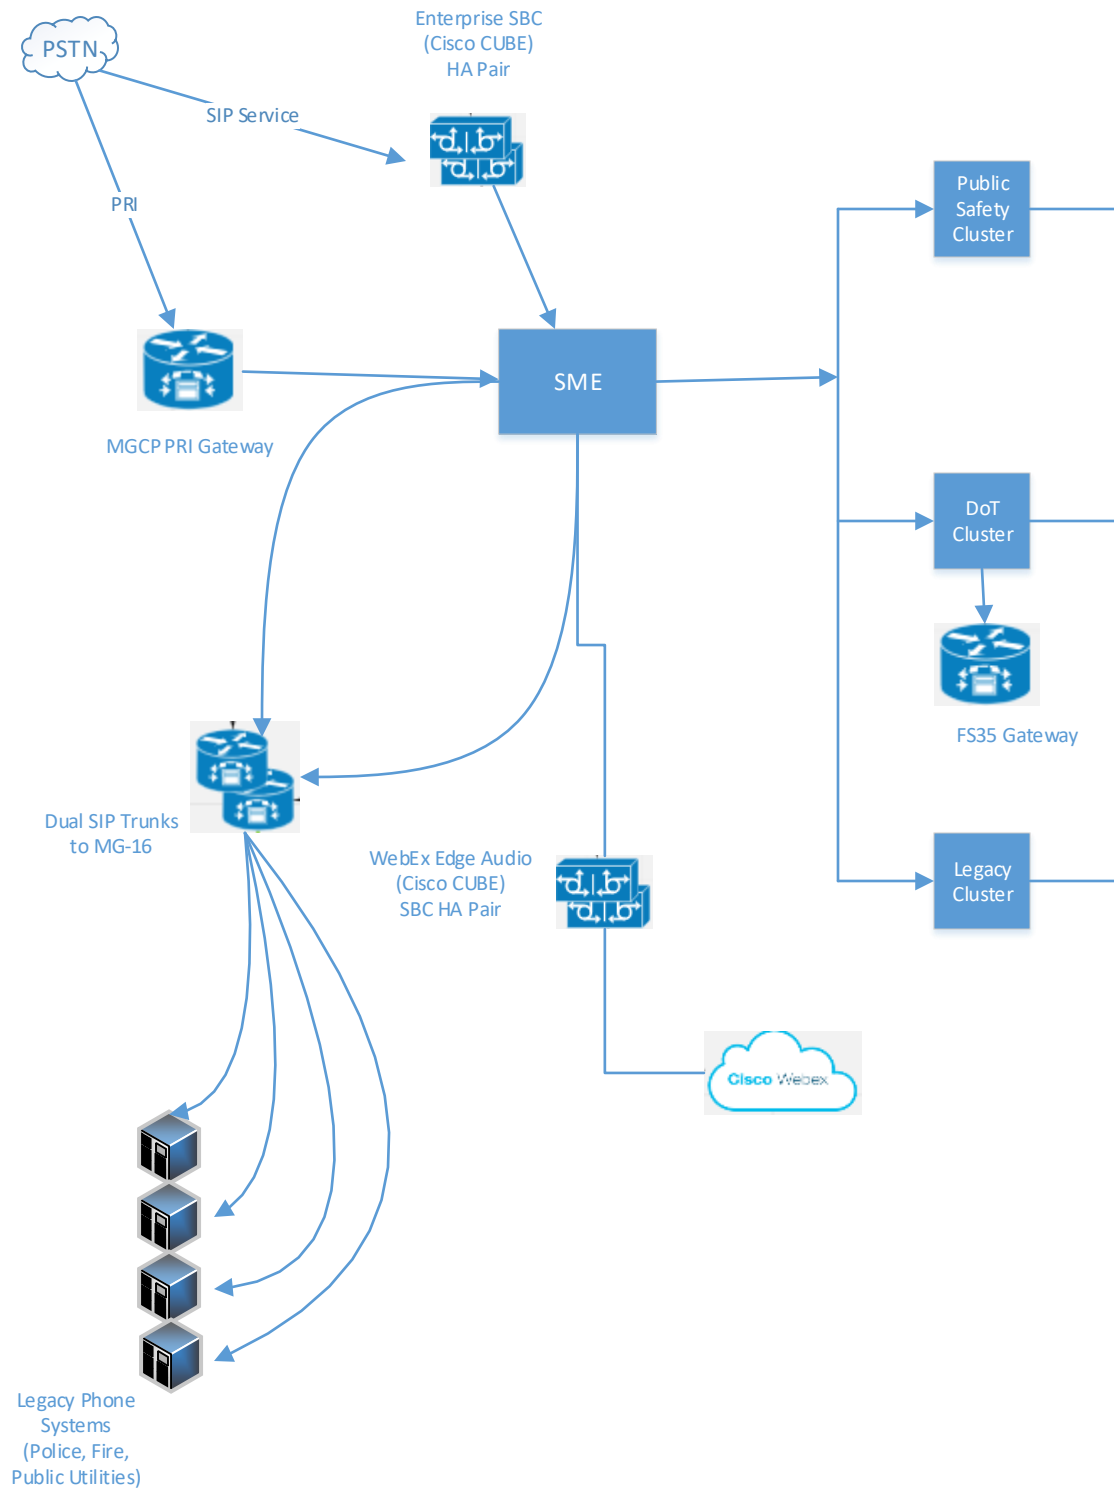 PSTN
Enterprise SBC
(Cisco CUBE)
HA Pair
SIP Service
PRI
Public
Safety
Cluster
SME
MGCP PRI Gateway
DoT
Cluster
FS35 Gateway
Dual SIP Trunks
to MG-16
WebEx Edge Audio
(Cisco CUBE)
SBC HA Pair
Legacy
Cluster
Cisco Webex
Legacy Phone
Systems
(Police, Fire,
Public Utilities)